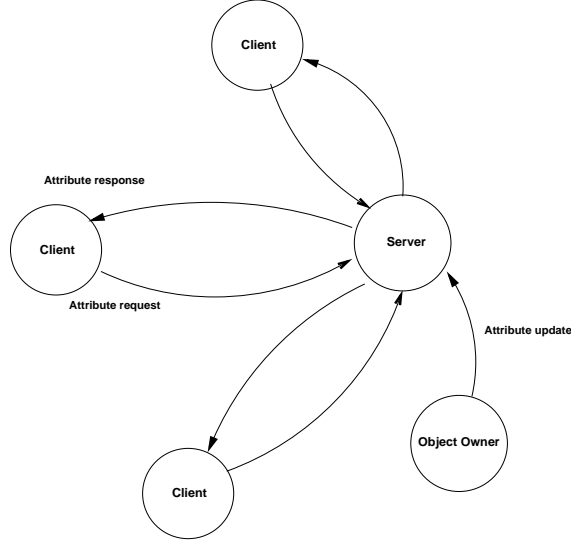 Client
Attribute response
Server
Client
Attribute request
Attribute update
Object Owner
Client